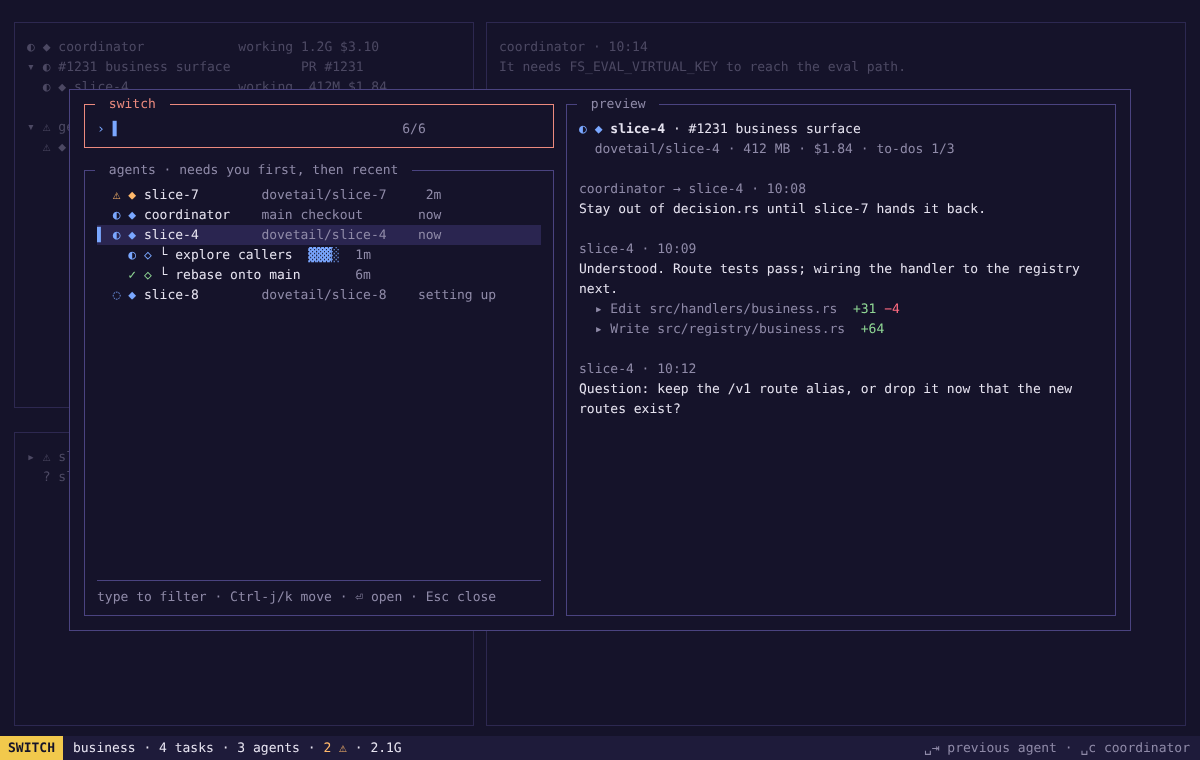 ◐ ◆ coordinator working 1.2G $3.10
▾ ◐ #1231 business surface PR #1231
◐ ◆ slice-4 working 412M $1.84
▾ ⚠
⚠ ◆
▸ ⚠
?
coordinator · 10:14
It needs FS_EVAL_VIRTUAL_KEY to reach the eval path.
switch
› 6/6
agents · needs you first, then recent
⚠ ◆ slice-7 dovetail/slice-7 2m
◐ ◆ coordinator main checkout now
◐ ◆ slice-4 dovetail/slice-4 now
◐ ◇ └ explore callers ▓▓▓░ 1m
✓ ◇ └ rebase onto main 6m
◌ ◆ slice-8 dovetail/slice-8 setting up
type to filter · Ctrl-j/k move · ⏎ open · Esc close
preview
◐ ◆ slice-4 · #1231 business surface
dovetail/slice-4 · 412 MB · $1.84 · to-dos 1/3
coordinator → slice-4 · 10:08
Stay out of decision.rs until slice-7 hands it back.
slice-4 · 10:09
Understood. Route tests pass; wiring the handler to the registry
next.
▸ Edit src/handlers/business.rs +31 −4
▸ Write src/registry/business.rs +64
slice-4 · 10:12
Question: keep the /v1 route alias, or drop it now that the new
routes exist?
SWITCH business · 4 tasks · 3 agents · 2 ⚠ · 2.1G
␣⇥ previous agent · ␣c coordinator